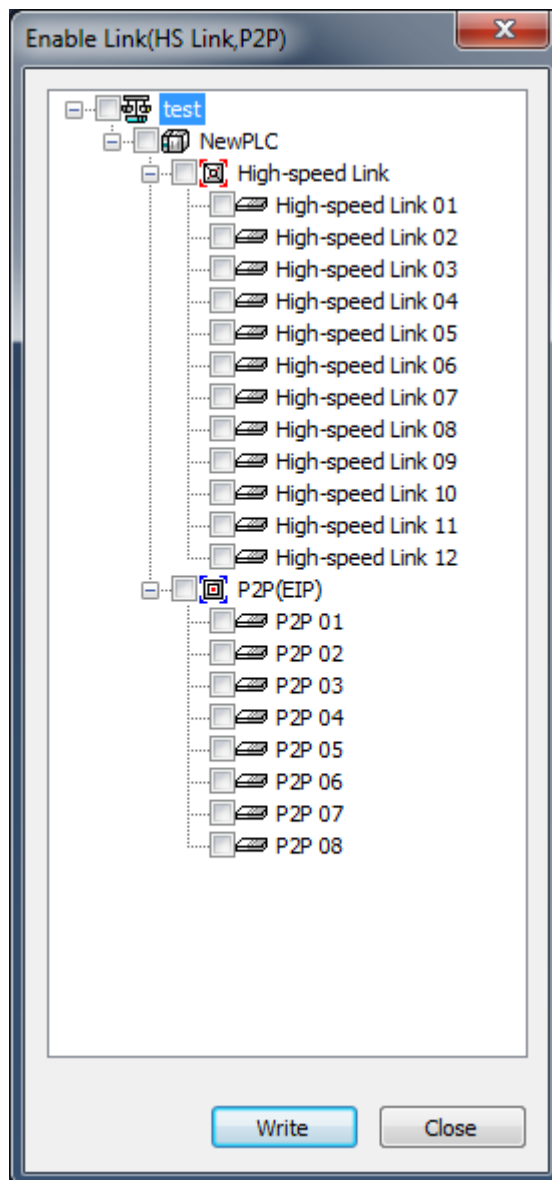 Enable Link(HS Link,P2P)
test
NewPLC
High-speed Link
High-speed Link 01
High-speed Link 02
High-speed Link 03
High-speed Link 04
High-speed Link 05
High-speed Link 06
High-speed Link 07
High-speed Link 08
High-speed Link 09
High-speed Link 10
High-speed Link 11
High-speed Link 12
P2P(EIP)
P2P 01
P2P 02
P2P 03
P2P 04
P2P 05
P2P 06
P2P 07
P2P 08
Write Close